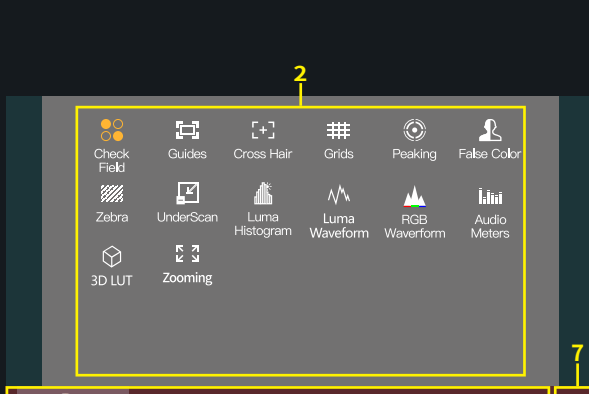 2
Check
Field
Guides
Cross Hair
Grids
Peaking
False Color
Zebra
UnderScan
Luma
Histogram
Luma
Waveform
RGB
Waverform
Audio
Meters
3D LUT
Zooming
7